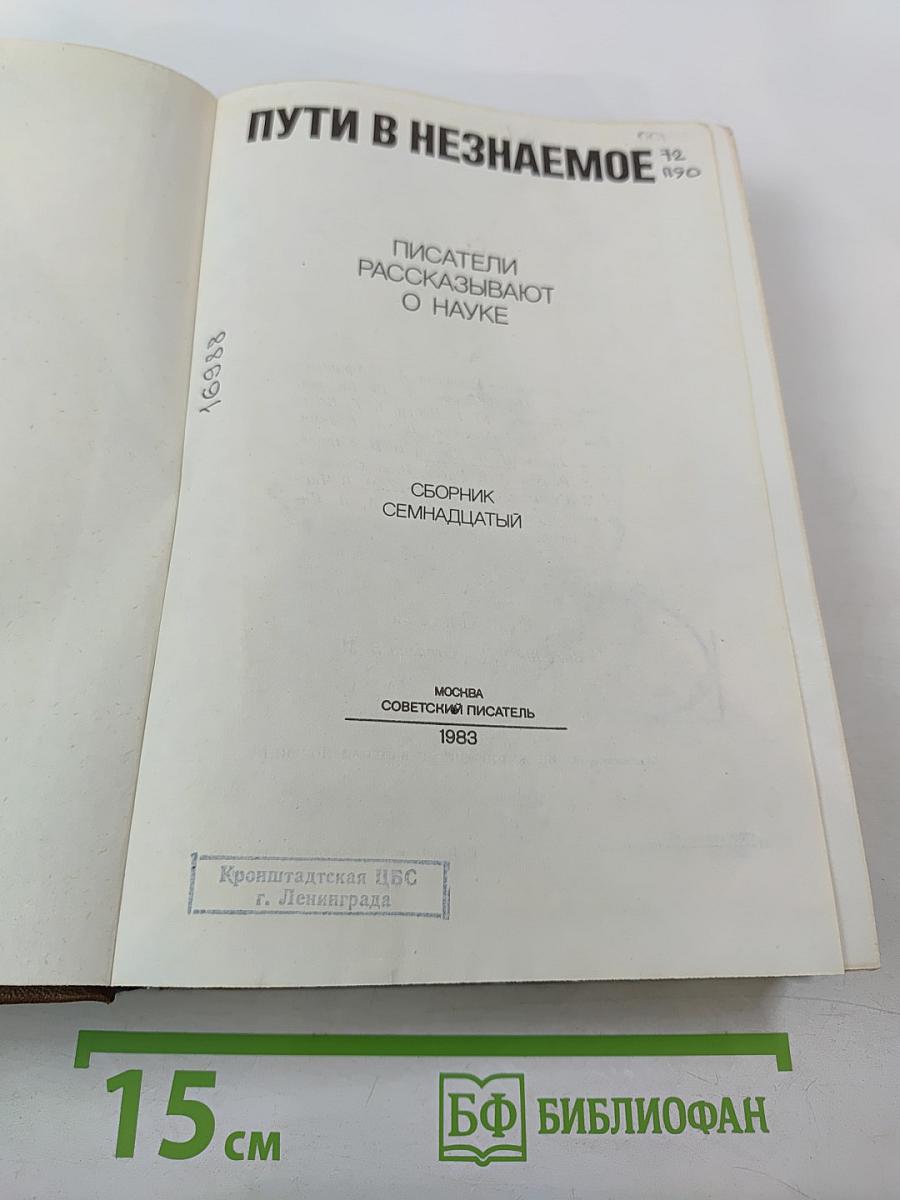 ПУТИ В НЕЗНАЕМОЕ
72
П90
ПИСАТЕЛИ
РАССКАЗЫВАЮТ
О НАУКЕ
16988
СБОРНИК
СЕМНАДЦАТЫЙ
МОСКВА
СОВЕТСКИЙ ПИСАТЕЛЬ
1983
Кронштадтская ЦБС
г. Ленинграда
15 см
БФ БИБЛИОФАН